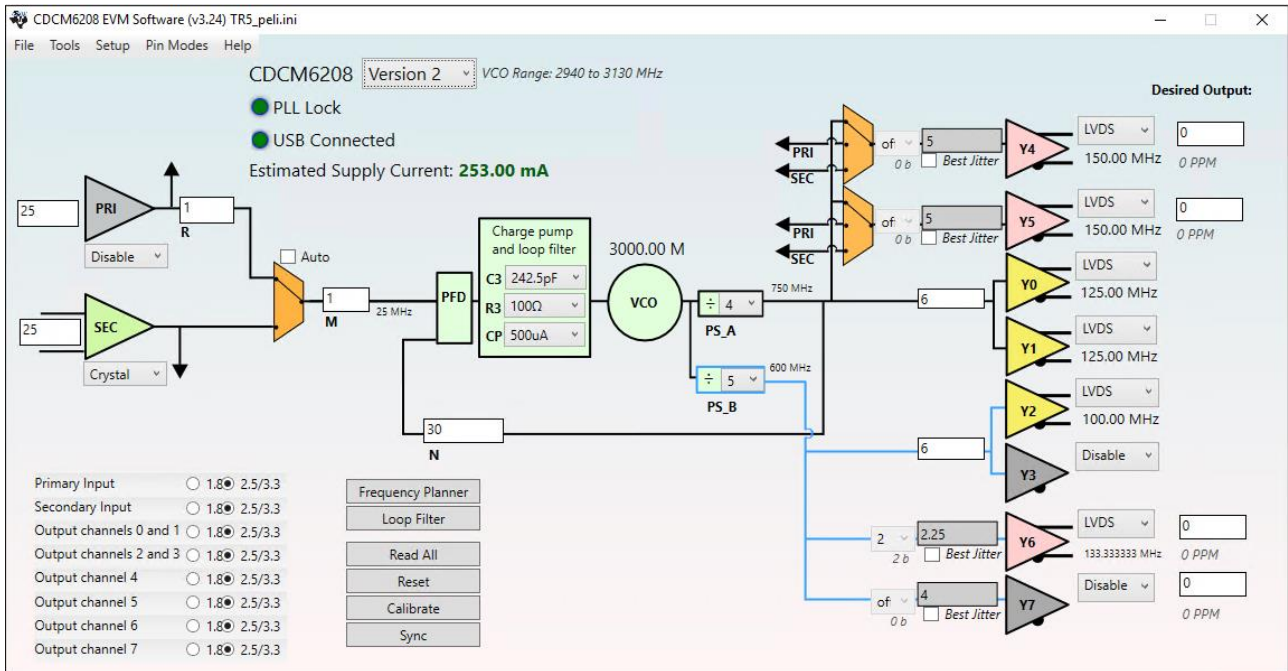 CDCM6208 EVM Software (v3.24) TR5_peli.ini
File Tools Setup Pin Modes Help
CDCM6208 Version 2 VCO Range: 2940 to 3130 MHz
PLL Lock
USB Connected
Estimated Supply Current: 253.00 mA
Desired Output:
PRI
SEC
of
0 b
5
Best Jitter
Y4
LVDS
150.00 MHz
0
0 PPM
PRI
SEC
of
0 b
5
Best Jitter
Y5
LVDS
150.00 MHz
0
0 PPM
25
PRI
Disable
1
R
Auto
25
SEC
Crystal
1
M
25 MHz
PFD
Charge pump
and loop filter
C3 242.5pF
R3 100Ω
CP 500uA
3000.00 M
VCO
÷ 4
PS_A
750 MHz
÷ 5
PS_B
600 MHz
30
N
6
Y0
LVDS
125.00 MHz
Y1
LVDS
125.00 MHz
6
Y2
LVDS
100.00 MHz
Y3
Disable
2
2 b
2.25
Best Jitter
Y6
LVDS
133.333333 MHz
0
0 PPM
of
0 b
4
Best Jitter
Y7
Disable
0
0 PPM
Primary Input 1.8 2.5/3.3
Secondary Input 1.8 2.5/3.3
Output channels 0 and 1 1.8 2.5/3.3
Output channels 2 and 3 1.8 2.5/3.3
Output channel 4 1.8 2.5/3.3
Output channel 5 1.8 2.5/3.3
Output channel 6 1.8 2.5/3.3
Output channel 7 1.8 2.5/3.3
Frequency Planner
Loop Filter
Read All
Reset
Calibrate
Sync